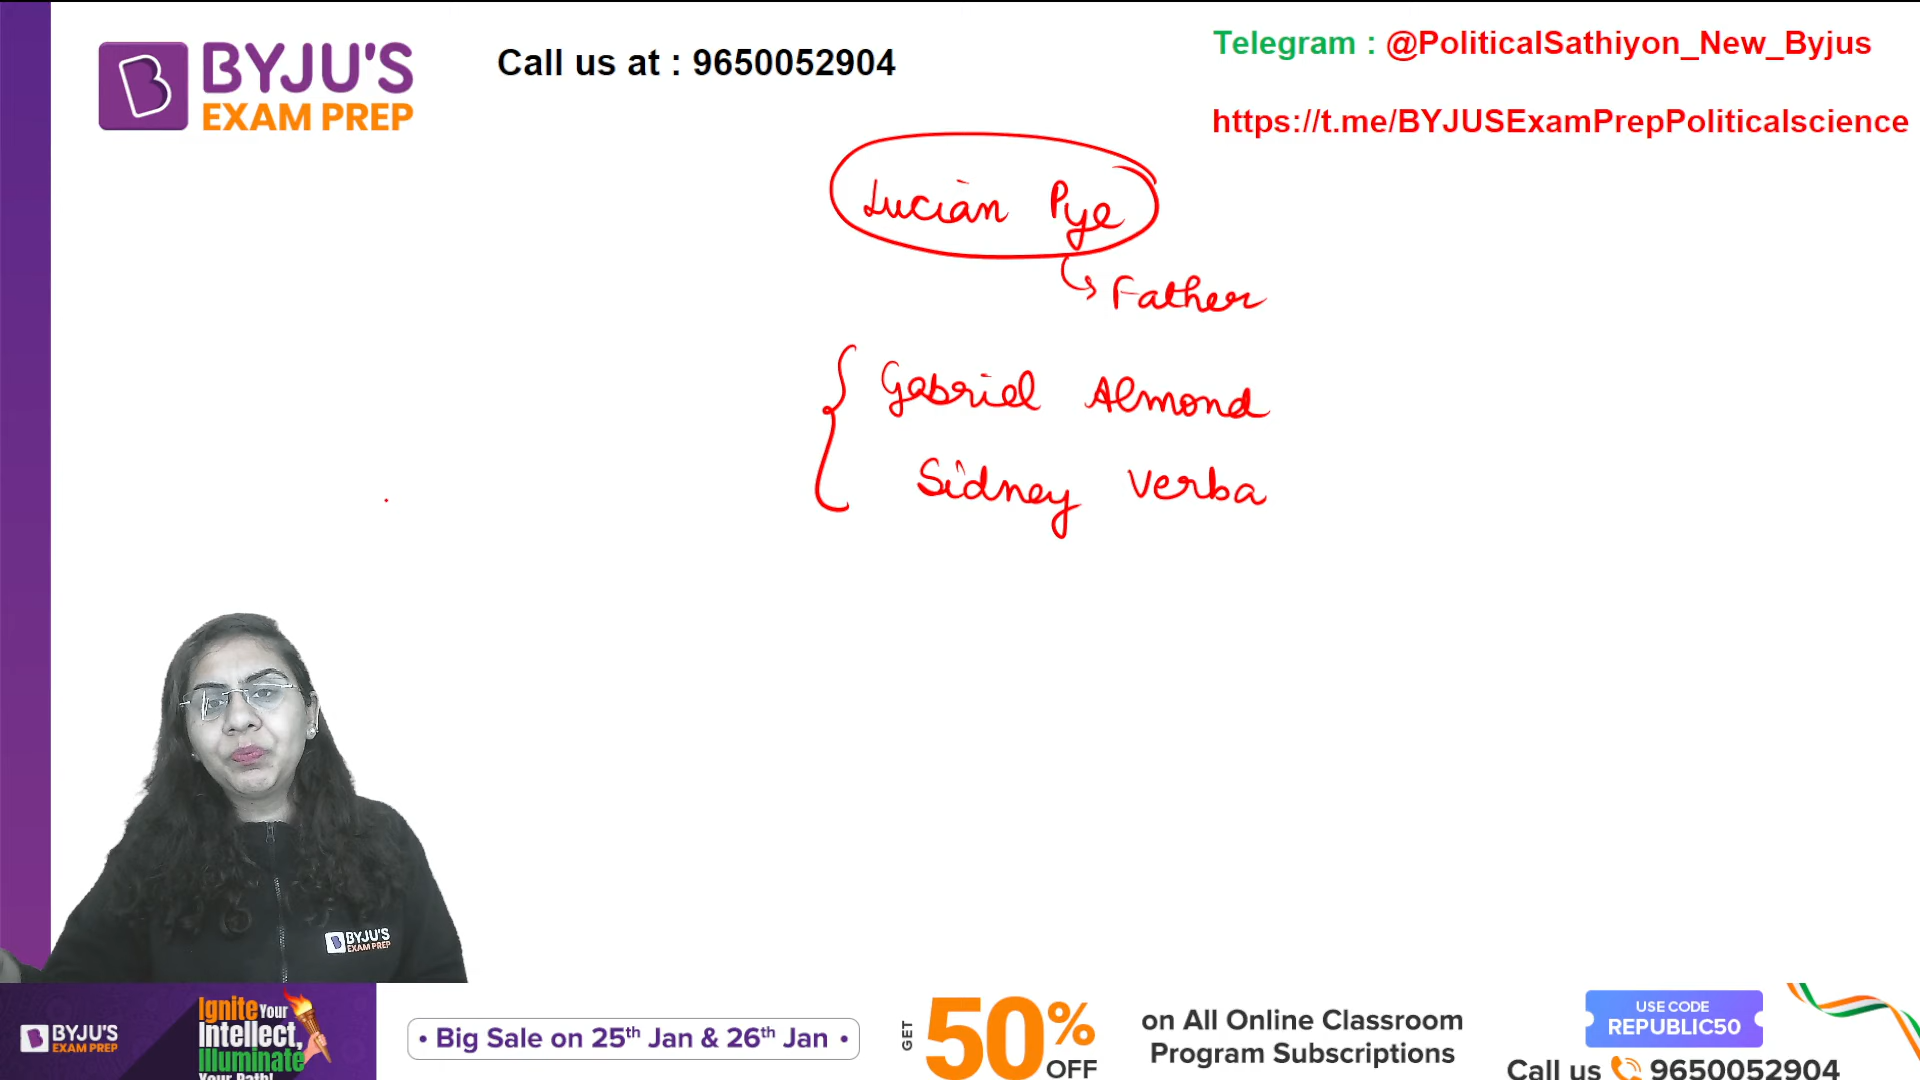 BYJU'S
EXAM PREP
Call us at : 9650052904
Telegram : @PoliticalSathiyon_New_Byjus
https://t.me/BYJUSExamPrepPoliticalscience
Lucian Pye
Father
Gabriel Almond
Sidney Verba
BYJU'S
EXAM PREP
BYJU'S
EXAM PREP
Ignite Your
Intellect,
Illuminate
Your Path!
• Big Sale on 25th Jan & 26th Jan •
GET
50% OFF
on All Online Classroom
Program Subscriptions
USE CODE
REPUBLIC50
Call us 9650052904